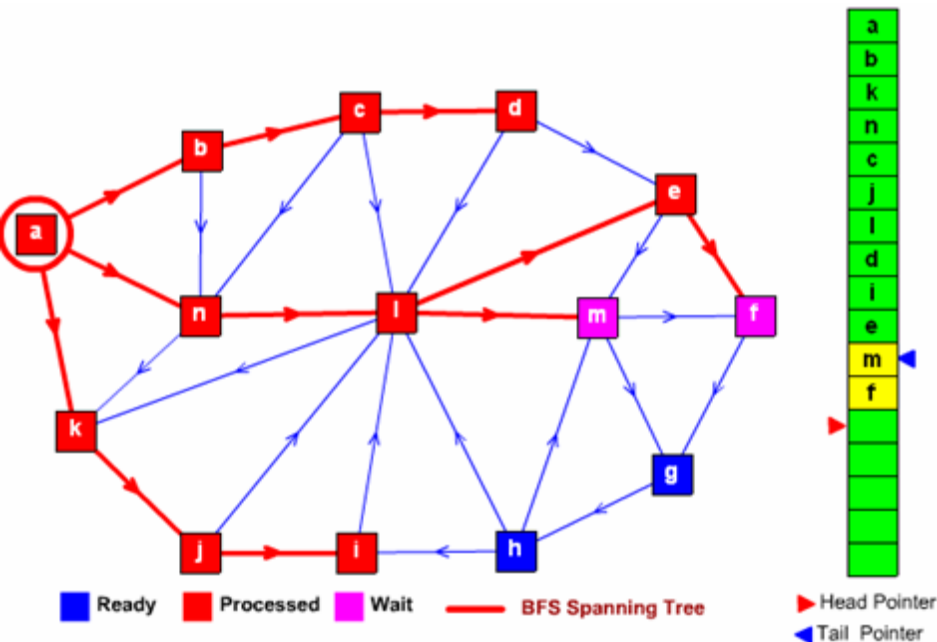 a
b
k
n
c
j
l
d
i
e
m
f
c
d
b
e
a
n
l
m
f
k
g
j
i
h
Ready Processed Wait BFS Spanning Tree
Head Pointer
Tail Pointer